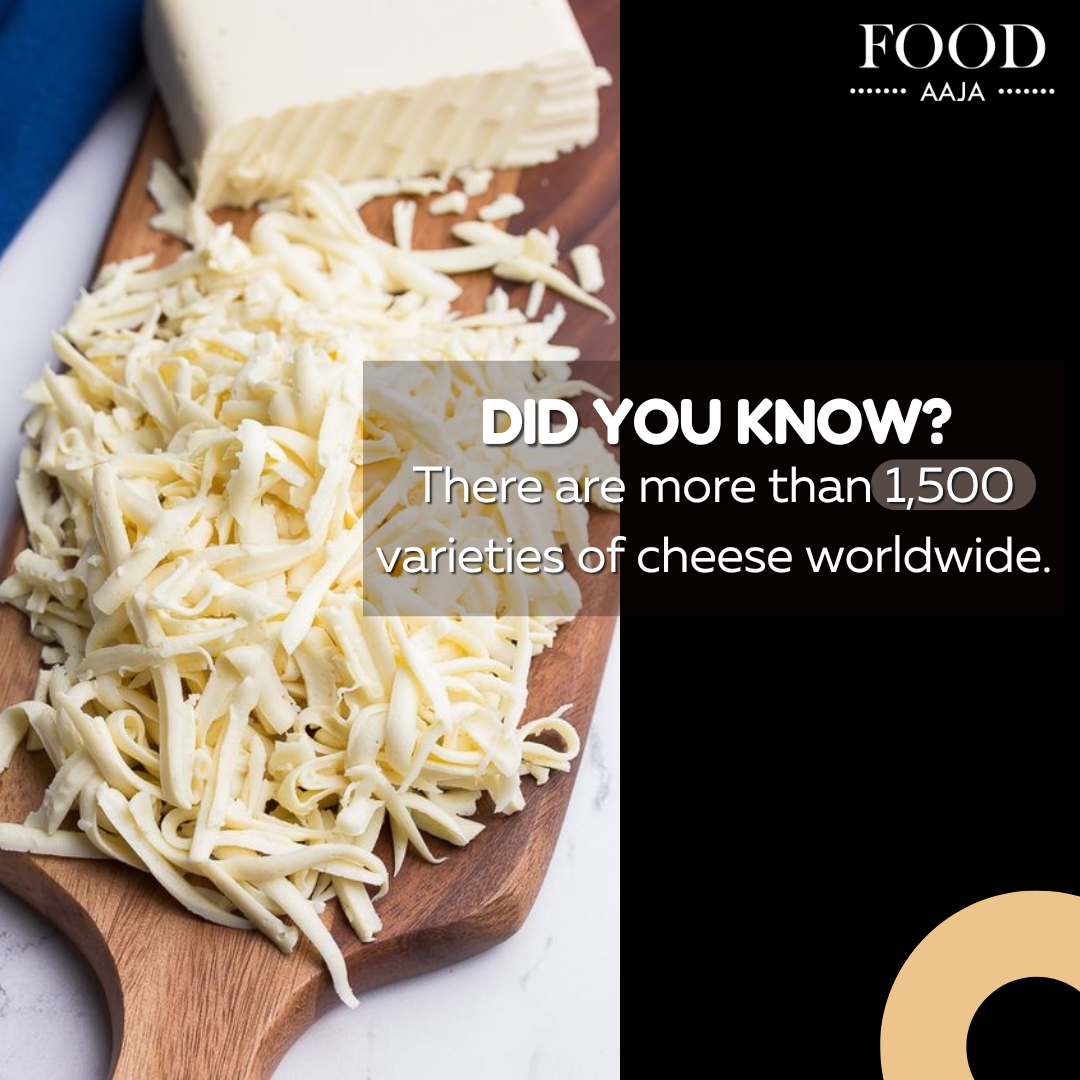 FOOD
AAJA
DID YOU KNOW?
There are more than 1,500
varieties of cheese worldwide.